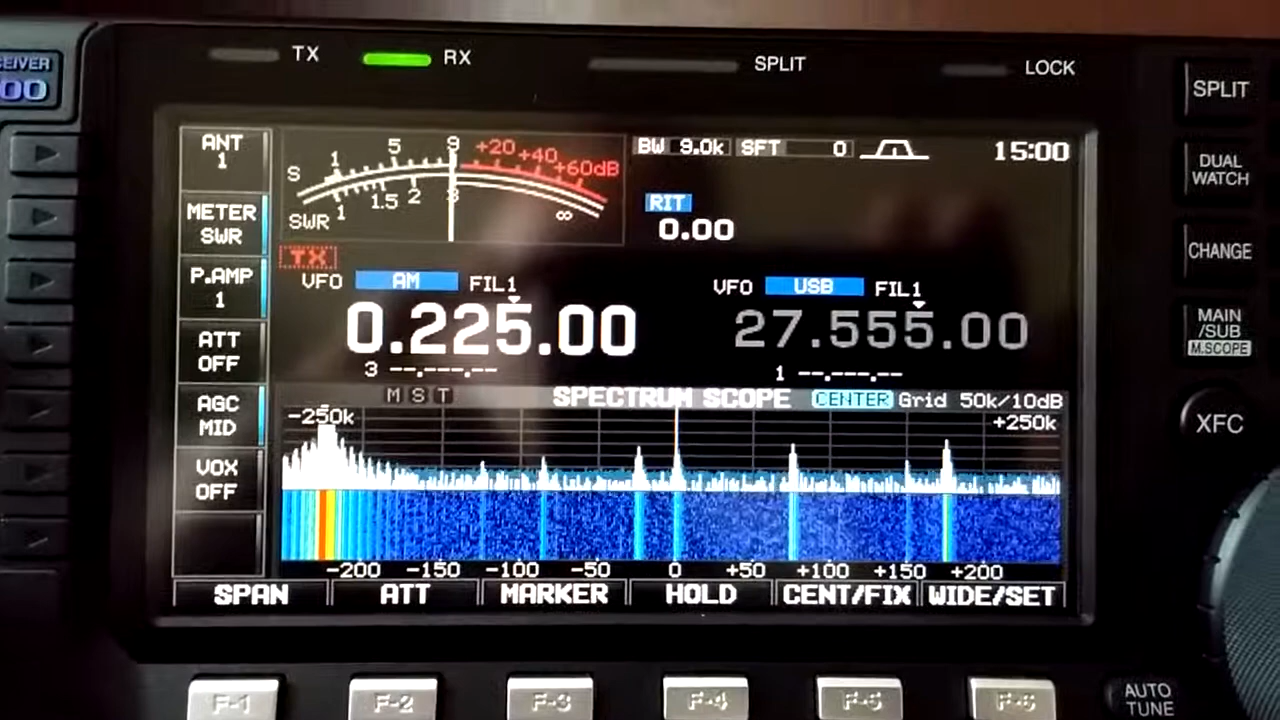 TX RX SPLIT LOCK
CEIVER
00
SPLIT
DUAL
WATCH
CHANGE
MAIN
/SUB
M.SCOPE
XFC
ANT
1
METER
SWR
P.AMP
1
ATT
OFF
AGC
MID
VOX
OFF
S 1 5 9 +20 +40 +60dB
SWR 1 1.5 2 3 ∞
BW 9.0k SFT 0 15:00
RIT
0.00
TX
VFO AM FIL1 VFO USB FIL1
0.225.00 27.555.00
3 --.---.-- 1 --.---.--
M S T SPECTRUM SCOPE CENTER Grid 50k/10dB
-250k +250k
-200 -150 -100 -50 0 +50 +100 +150 +200
SPAN ATT MARKER HOLD CENT/FIX WIDE/SET
F-1 F-2 F-3 F-4 F-5 F-6
AUTO
TUNE